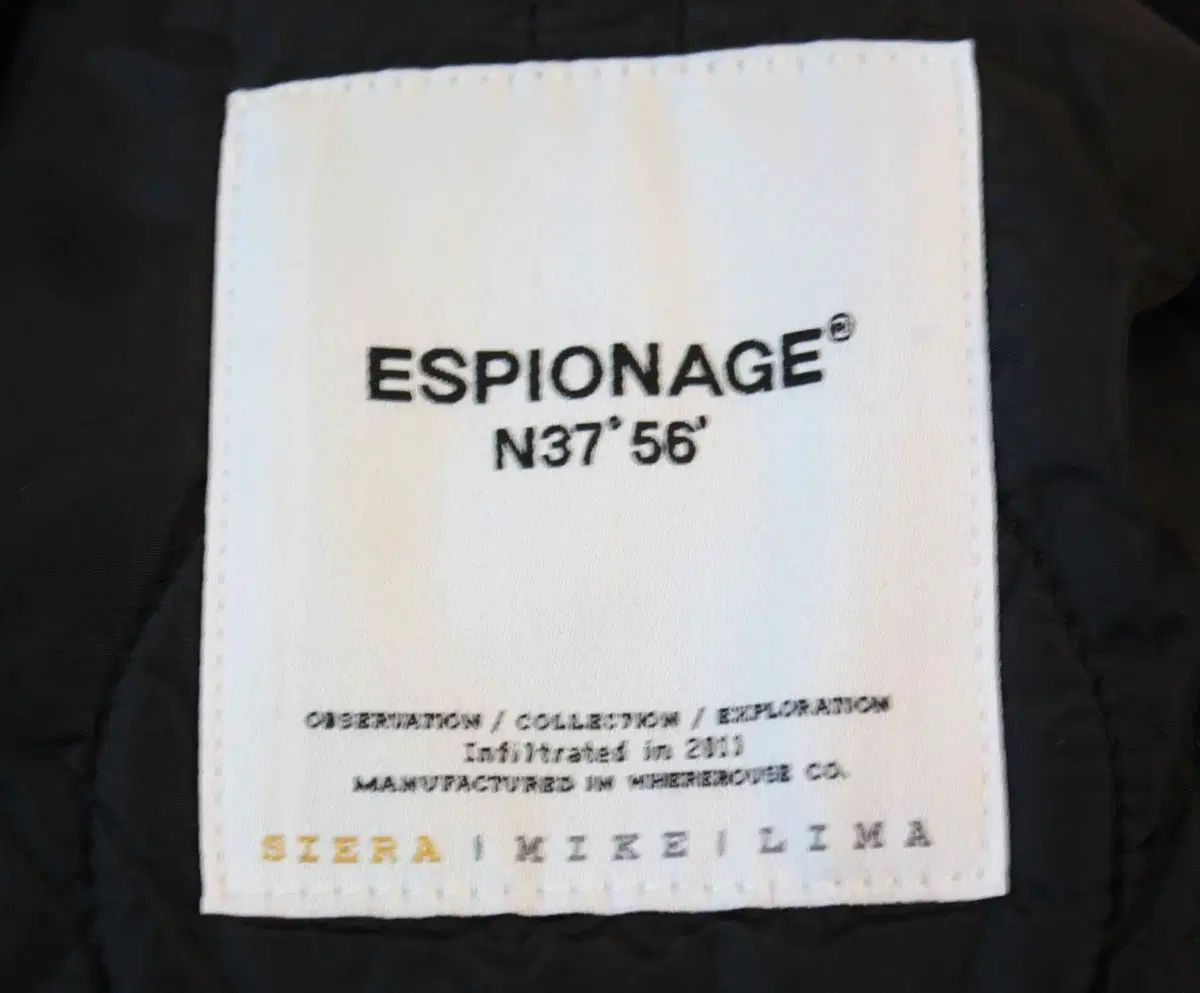 ESPIONAGE®
N37°56'
OBSERVATION / COLLECTION / EXPLORATION
Infiltrated in 2011
MANUFACTURED IN WHEREHOUSE CO.
SIERA | MIKE | LIMA